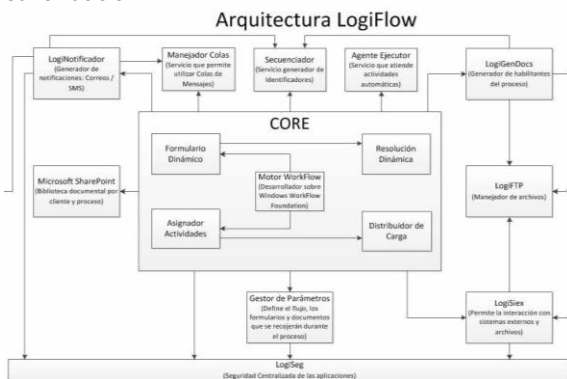 Arquitectura LogiFlow
LogiNotificador
(Generador de
notificaciones: Correos /
SMS)
Manejador Colas
(Servicio que permite
utilizar Colas de
Mensajes)
Secuenciador
(Servicio generador de
Identificadores)
Agente Ejecutor
(Servicio que atiende
actividades
automáticas)
LogiGenDocs
(Generador de
habilitantes
del proceso)
CORE
Formulario
Dinámico
Resolución
Dinámica
Motor WorkFlow
(Desarrollador sobre
Windows WorkFlow
Foundation)
Microsoft SharePoint
(Biblioteca documental por
cliente y proceso)
LogiFTP
(Manejador de
archivos)
Asignador
Actividades
Distribuidor de
Carga
Gestor de
Parámetros
(Define el flujo, los
formularios y documentos
que se recojerán durante
el proceso)
LogiSiex
(Permite la interacción con
sistemas externos y
archivos)
LogiSeg
(Seguridad Centralizada de las aplicaciones)